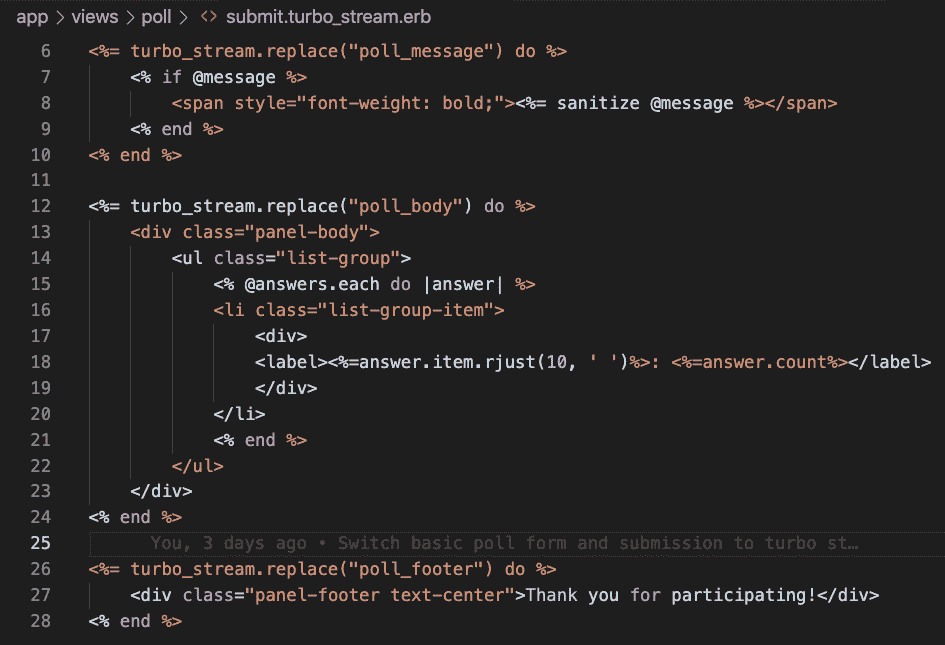 app > views > poll > <> submit.turbo_stream.erb
6 <%= turbo_stream.replace("poll_message") do %>
7 <% if @message %>
8 <span style="font-weight: bold;"><%= sanitize @message %></span>
9 <% end %>
10 <% end %>
11
12 <%= turbo_stream.replace("poll_body") do %>
13 <div class="panel-body">
14 <ul class="list-group">
15 <% @answers.each do |answer| %>
16 <li class="list-group-item">
17 <div>
18 <label><%=answer.item.rjust(10, ' ')%>: <%=answer.count%></label>
19 </div>
20 </li>
21 <% end %>
22 </ul>
23 </div>
24 <% end %>
25 You, 3 days ago • Switch basic poll form and submission to turbo st…
26 <%= turbo_stream.replace("poll_footer") do %>
27 <div class="panel-footer text-center">Thank you for participating!</div>
28 <% end %>